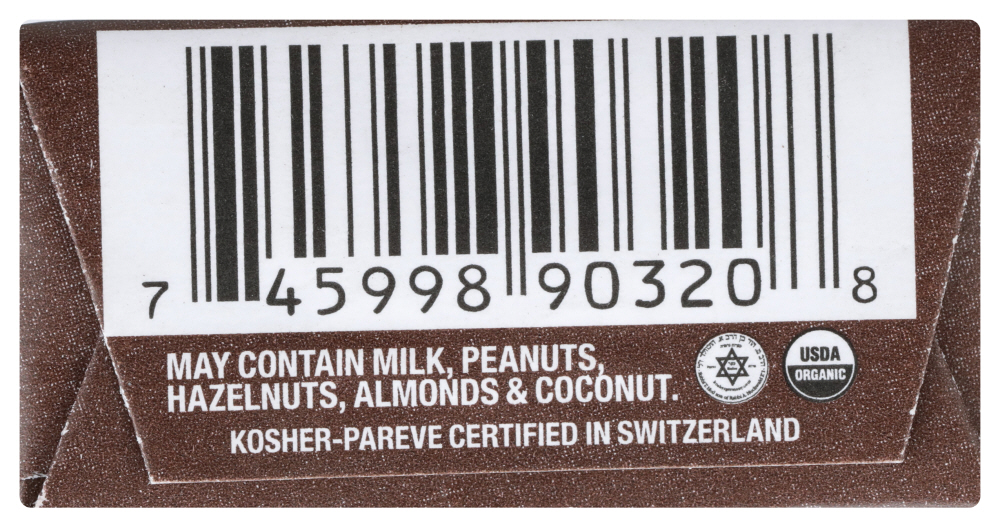 7 45998 90320 8
MAY CONTAIN MILK, PEANUTS,
HAZELNUTS, ALMONDS & COCONUT.
USDA
ORGANIC
KOSHER-PAREVE CERTIFIED IN SWITZERLAND